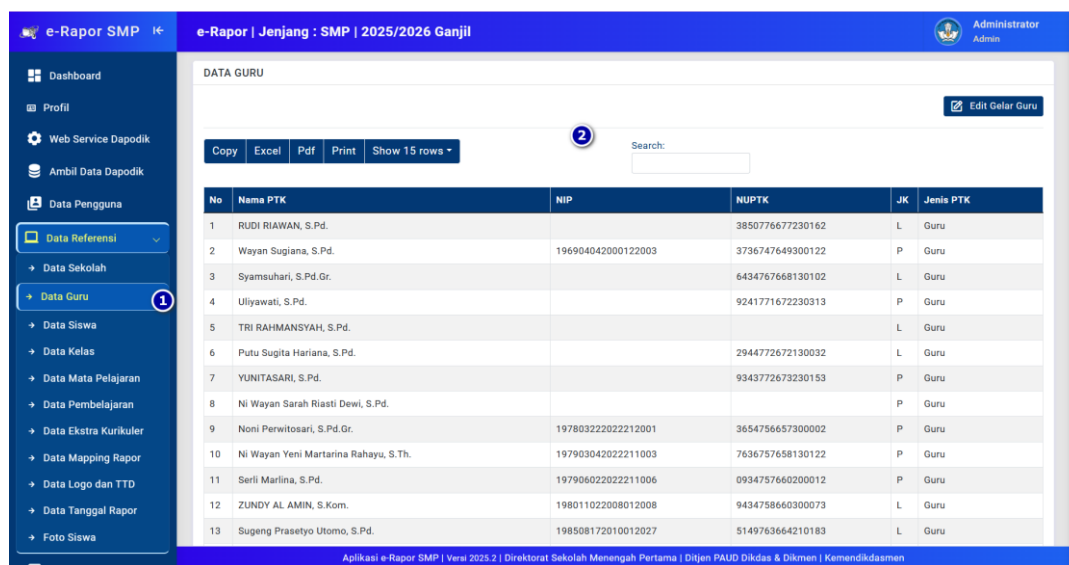 e-Rapor SMP
e-Rapor | Jenjang : SMP | 2025/2026 Ganjil
Administrator
Admin
Dashboard
Profil
Web Service Dapodik
Ambil Data Dapodik
Data Pengguna
Data Referensi
Data Sekolah
Data Guru
1
Data Siswa
Data Kelas
Data Mata Pelajaran
Data Pembelajaran
Data Ekstra Kurikuler
Data Mapping Rapor
Data Logo dan TTD
Data Tanggal Rapor
Foto Siswa
DATA GURU
Edit Gelar Guru
2
Copy Excel Pdf Print Show 15 rows
Search:
No Nama PTK NIP NUPTK JK Jenis PTK
1 RUDI RIAWAN, S.Pd. 3850776677230162 L Guru
2 Wayan Sugiana, S.Pd. 196904042000122003 3736747649300122 P Guru
3 Syamsuhari, S.Pd.Gr. 6434767668130102 L Guru
4 Uliyawati, S.Pd. 9241771672230313 P Guru
5 TRI RAHMANSYAH, S.Pd. L Guru
6 Putu Sugita Hariana, S.Pd. 2944772672130032 L Guru
7 YUNITASARI, S.Pd. 9343772673230153 P Guru
8 Ni Wayan Sarah Riasti Dewi, S.Pd. P Guru
9 Noni Perwitosari, S.Pd.Gr. 197803222022212001 3654756657300002 P Guru
10 Ni Wayan Yeni Martarina Rahayu, S.Th. 197903042022211003 7636757658130122 P Guru
11 Serli Marlina, S.Pd. 197906022022211006 0934757660200012 P Guru
12 ZUNDY AL AMIN, S.Kom. 198011022008012008 9434758660300073 L Guru
13 Sugeng Prasetyo Utomo, S.Pd. 198508172010012027 5149763664210183 L Guru
Aplikasi e-Rapor SMP | Versi 2025.2 | Direktorat Sekolah Menengah Pertama | Ditjen PAUD Dikdas & Dikmen | Kemendikdasmen